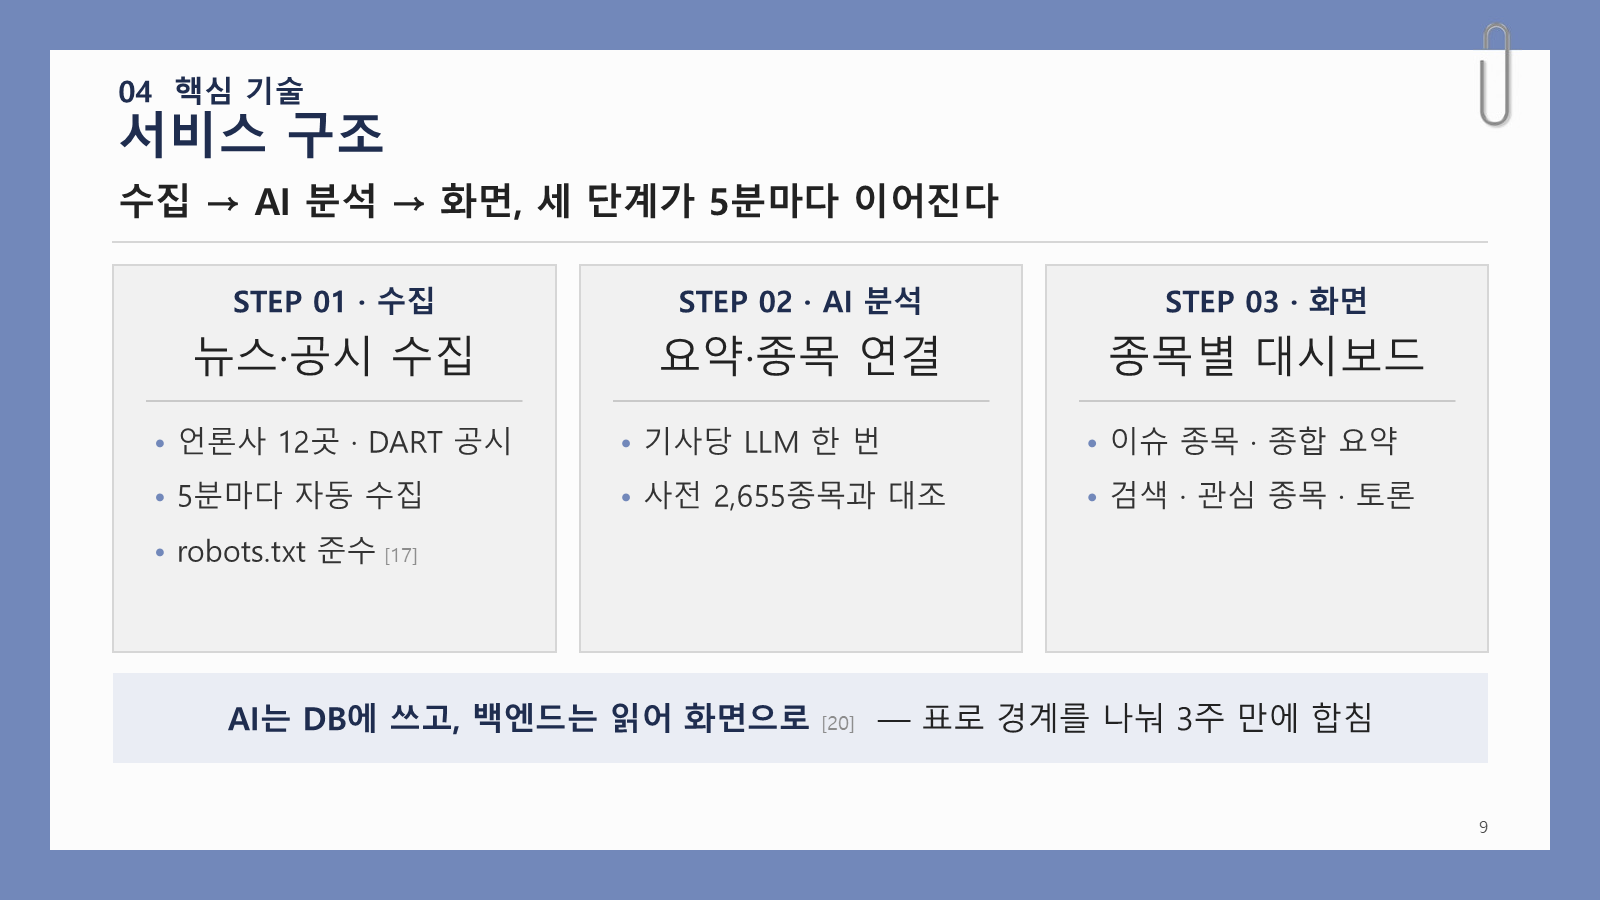 04 핵심 기술
서비스 구조
수집 → AI 분석 → 화면, 세 단계가 5분마다 이어진다
STEP 01 · 수집
뉴스·공시 수집
• 언론사 12곳 · DART 공시
• 5분마다 자동 수집
• robots.txt 준수 [17]
STEP 02 · AI 분석
요약·종목 연결
• 기사당 LLM 한 번
• 사전 2,655종목과 대조
STEP 03 · 화면
종목별 대시보드
• 이슈 종목 · 종합 요약
• 검색 · 관심 종목 · 토론
AI는 DB에 쓰고, 백엔드는 읽어 화면으로 [20] — 표로 경계를 나눠 3주 만에 합침
9